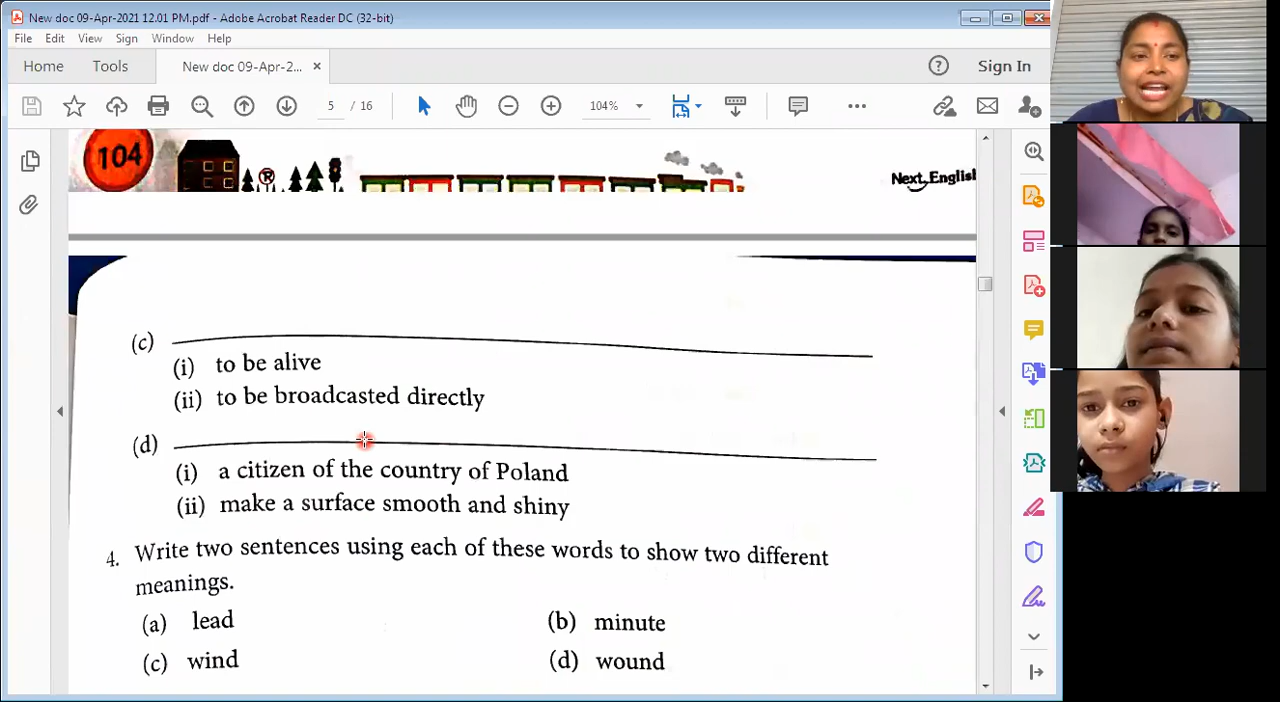 New doc 09-Apr-2021 12.01 PM.pdf - Adobe Acrobat Reader DC (32-bit)
File Edit View Sign Window Help
Home Tools New doc 09-Apr-2... × Sign In
5 / 16 104%
104
Next English
(c)
(i) to be alive
(ii) to be broadcasted directly
(d)
(i) a citizen of the country of Poland
(ii) make a surface smooth and shiny
4. Write two sentences using each of these words to show two different
meanings.
(a) lead (b) minute
(c) wind (d) wound